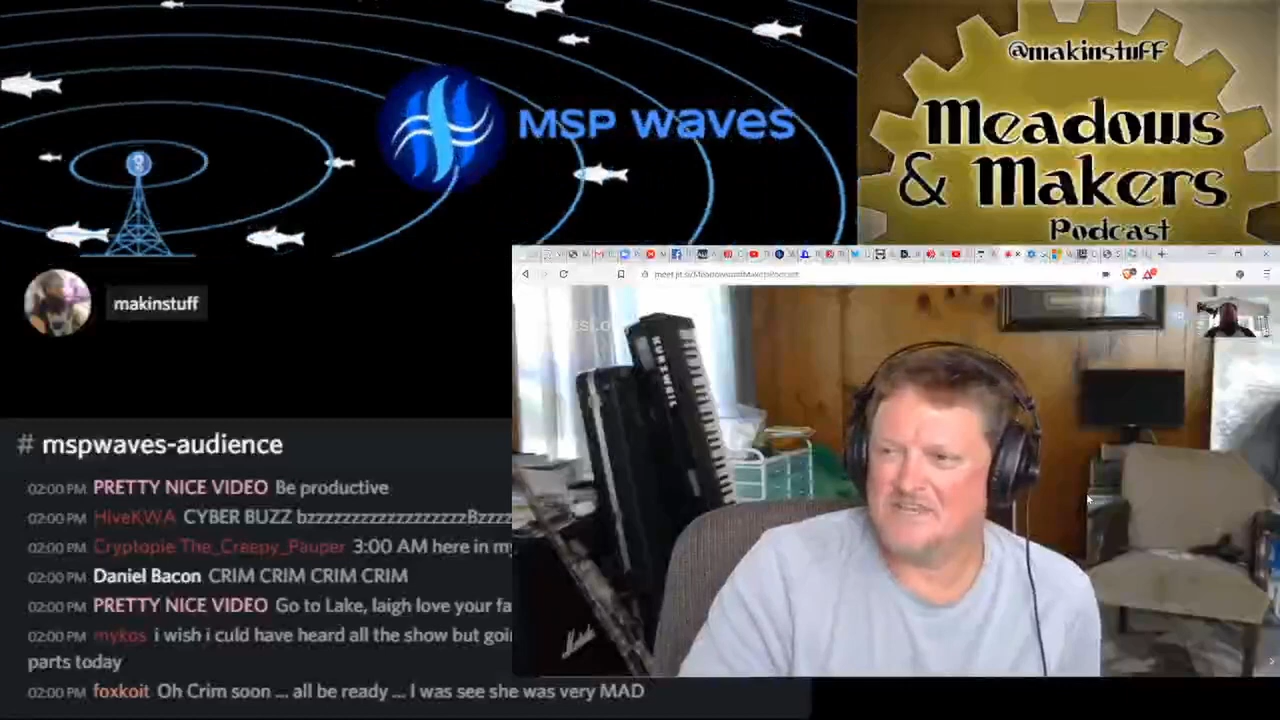 @makinstuff
MSP waves
Meadows
& Makers
Podcast
makinstuff
# mspwaves-audience
02:00 PM PRETTY NICE VIDEO Be productive
02:00 PM HiveKWA CYBER BUZZ bzzzzzzzzzzzzzzzzzzzBzzz
02:00 PM Cryptopie The_Creepy_Pauper 3:00 AM here in my
02:00 PM Daniel Bacon CRIM CRIM CRIM CRIM
02:00 PM PRETTY NICE VIDEO Go to Lake, laigh love your fa
02:00 PM mykos i wish i culd have heard all the show but goi
parts today
02:00 PM foxkoit Oh Crim soon ... all be ready ... I was see she was very MAD
KURZWEIL